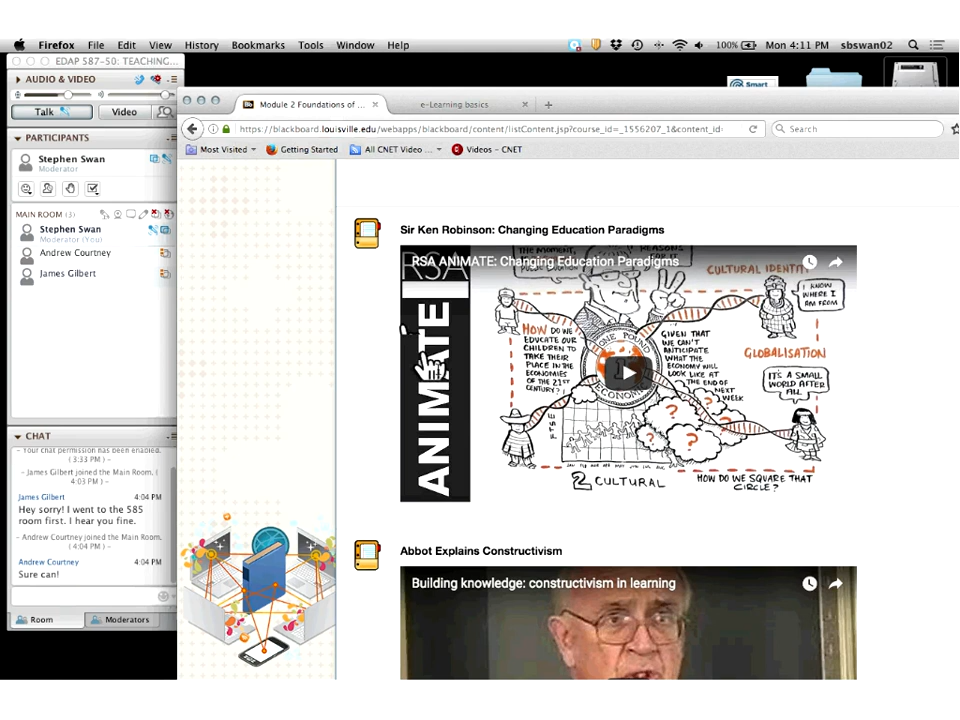 Firefox File Edit View History Bookmarks Tools Window Help
100% Mon 4:11 PM sbswan02
EDAP 587-50: TEACHING...
AUDIO & VIDEO
Talk Video
PARTICIPANTS
Stephen Swan
Moderator
MAIN ROOM (3)
Stephen Swan
Moderator (You)
Andrew Courtney
James Gilbert
CHAT
– Your chat permission has been enabled.
( 3:33 PM ) –
– James Gilbert joined the Main Room. (
4:03 PM ) –
James Gilbert 4:04 PM
Hey sorry! I went to the 585
room first. I hear you fine.
– Andrew Courtney joined the Main Room.
( 4:04 PM ) –
Andrew Courtney 4:04 PM
Sure can!
Room Moderators
Smart
Module 2 Foundations of ... e-Learning basics
https://blackboard.louisville.edu/webapps/blackboard/content/listContent.jsp?course_id=_1556207_1&content_id=
Search
Most Visited Getting Started All CNET Video ... Videos - CNET
Sir Ken Robinson: Changing Education Paradigms
RSA ANIMATE: Changing Education Paradigms
RSA
ANIMATE
CULTURAL IDENTITY
I KNOW
WHERE I
AM FROM
HOW DO WE
EDUCATE OUR
CHILDREN TO
TAKE THEIR
PLACE IN THE
ECONOMIES
OF THE 21ST
CENTURY?
ONE POUND
ECONOMIC
GIVEN THAT
WE CAN'T
ANTICIPATE
WHAT THE
ECONOMY WILL
LOOK LIKE AT
THE END OF
NEXT
WEEK
GLOBALISATION
IT'S A SMALL
WORLD AFTER
ALL
FTSE
? ? ? ?
2 CULTURAL
HOW DO WE SQUARE THAT
CIRCLE?
Abbot Explains Constructivism
Building knowledge: constructivism in learning